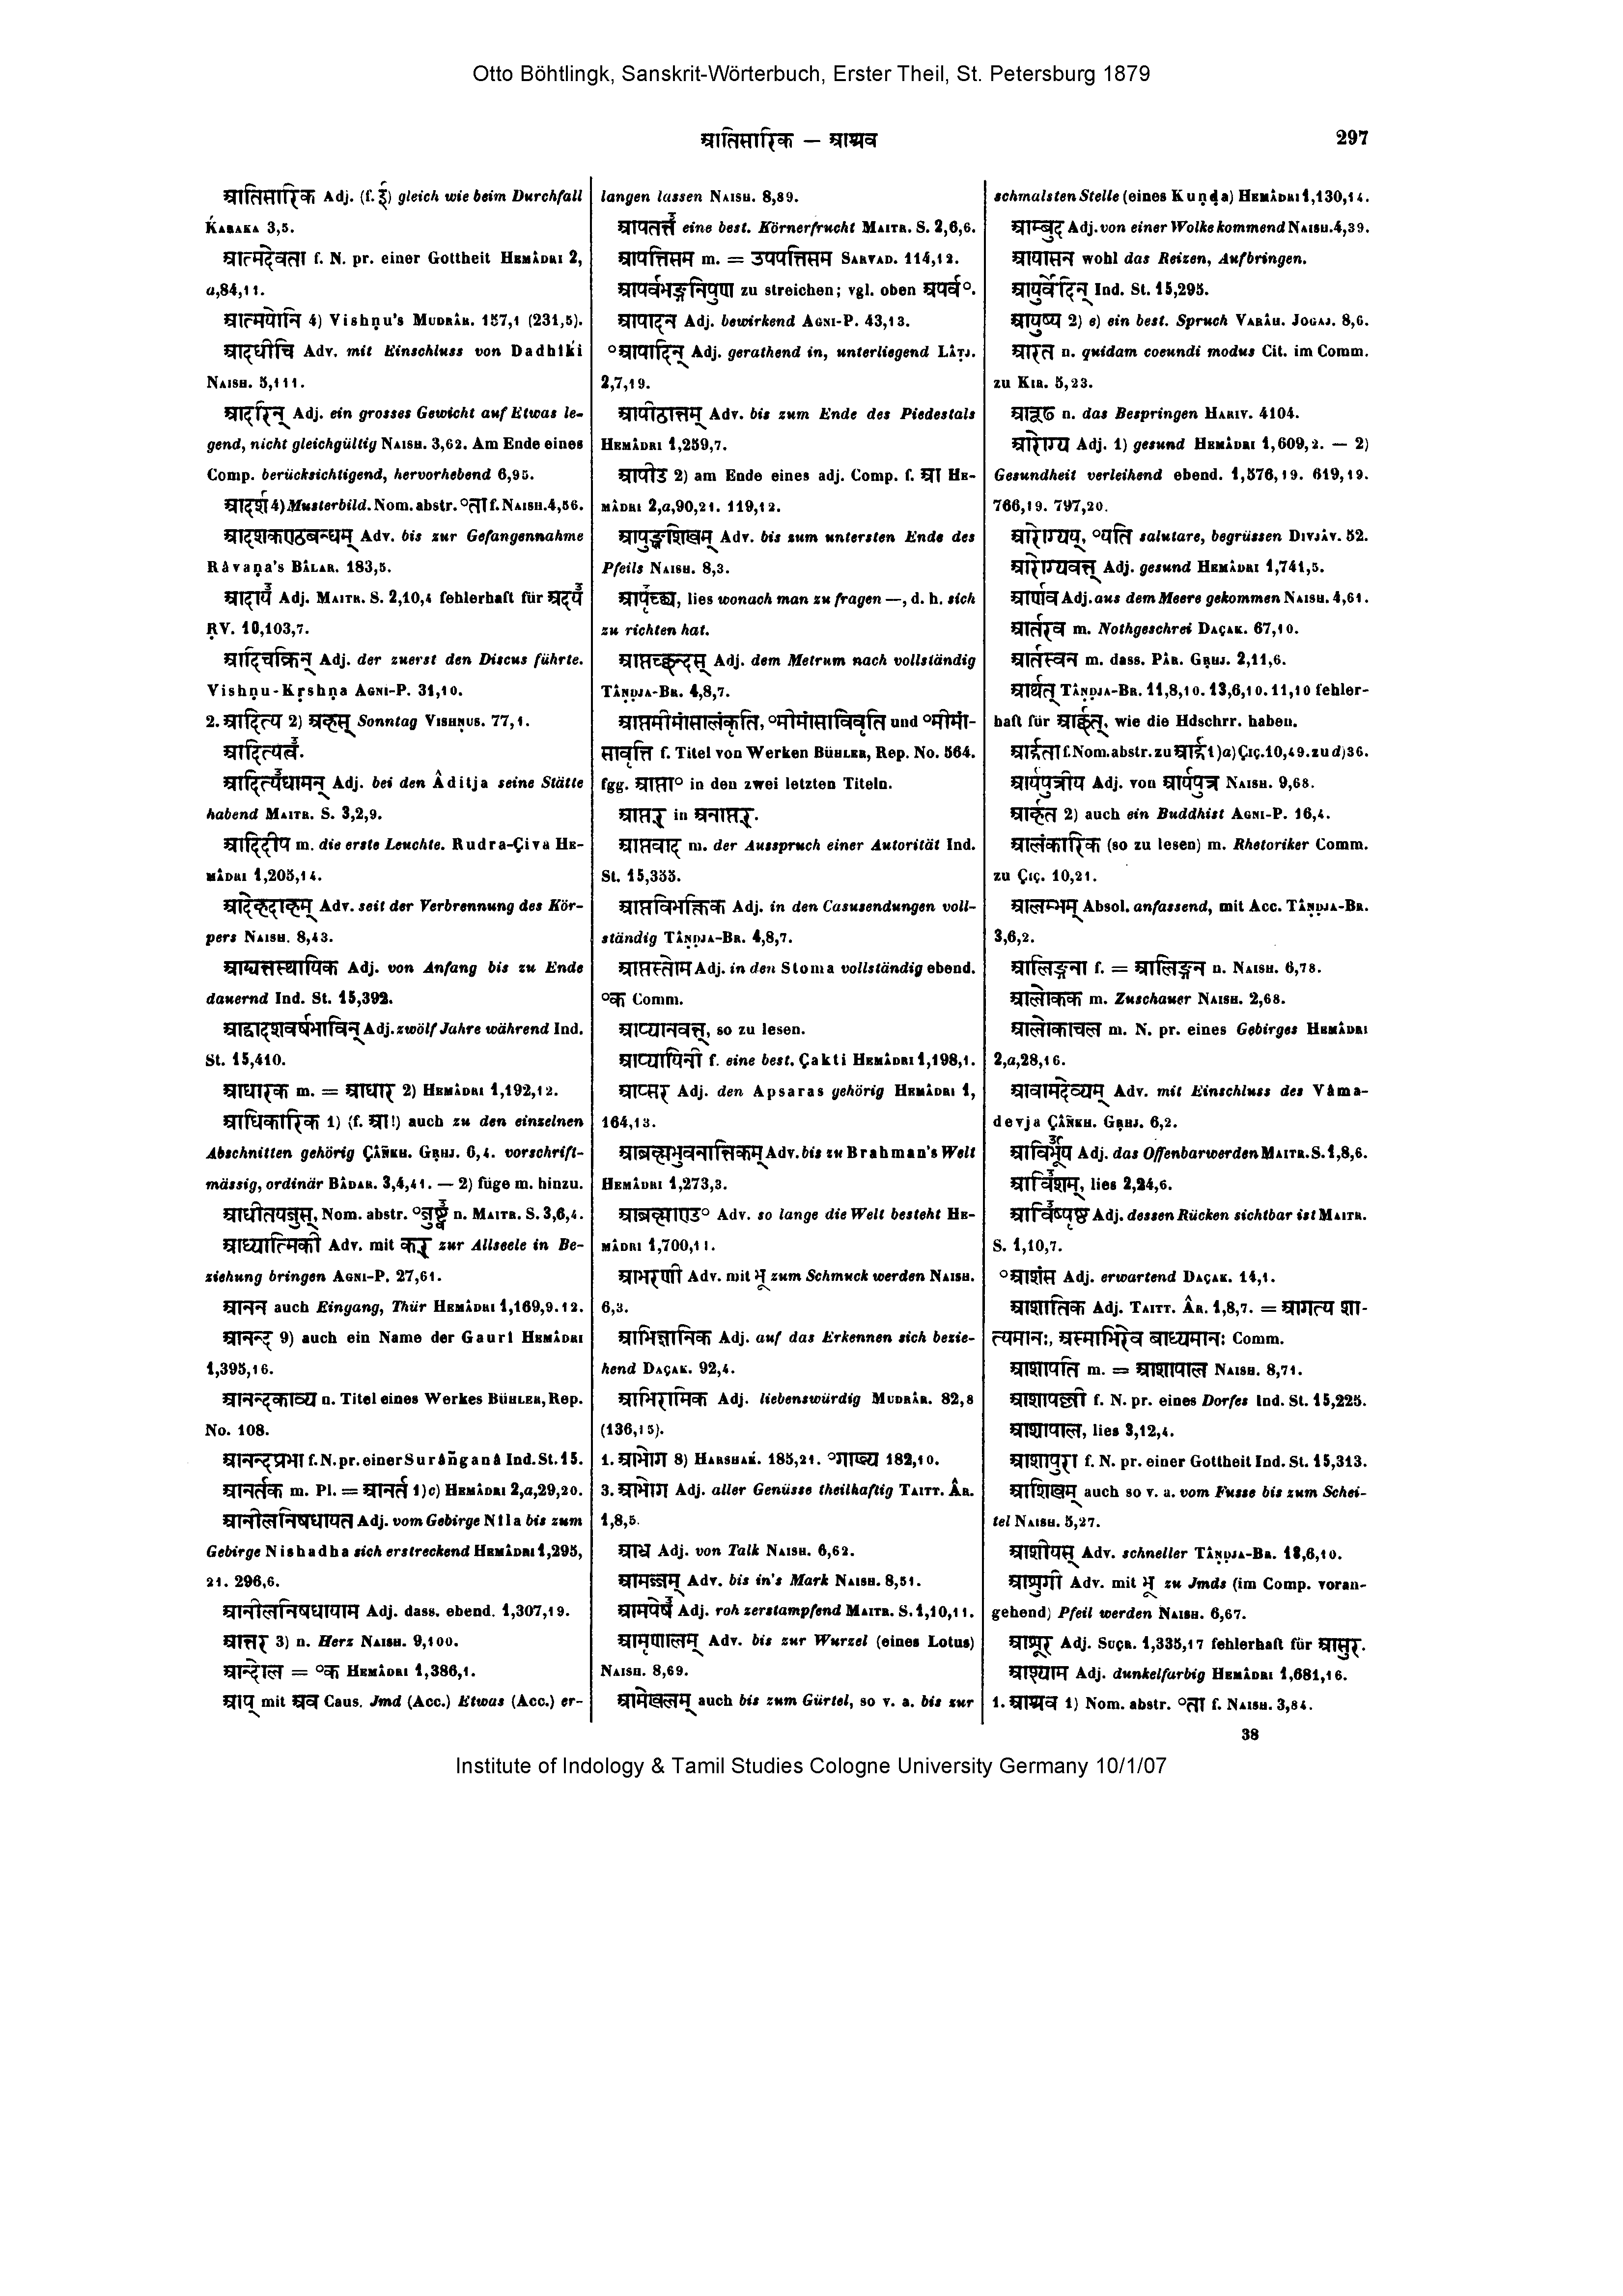 Otto Böhtlingk, Sanskrit-Wörterbuch, Erster Theil, St. Petersburg 1879
आतिसारिक — आश्रव
297
आतिसारिक Adj. (f. ई) gleich wie beim Durchfall
Ḱaraka 3,5.
आत्मदेवता f. N. pr. einer Gottheit Hemâdri 2,
a,84,11.
आत्मयोनि 4) Vishṇu's Mudrâr. 157,1 (231,5).
आदधीचि Adv. mit Einschluss von Dadhîḱi
Naish. 5,111.
आदरिन् Adj. ein grosses Gewicht auf Etwas le-
gend, nicht gleichgültig Naish. 3,62. Am Ende eines
Comp. berücksichtigend, hervorhebend 6,95.
आदर्श 4) Musterbild. Nom. abstr. °ता f. Naish. 4,56.
आदशकण्ठबन्धम् Adv. bis zur Gefangennahme
Râvaṇa's Bâlar. 183,5.
आदाय Adj. Maitr. S. 2,10,4 fehlerhaft für अदय
ṚV. 10,103,7.
आदिचक्रिन् Adj. der zuerst den Discus führte.
Vishṇu-Kṛshṇa Agni-P. 31,10.
2. आदित्य 2) अहस् Sonntag Vishṇus. 77,1.
आदित्यत्व.
आदित्यधामन् Adj. bei den Âditja seine Stätte
habend Maitr. S. 3,2,9.
आदिदीप m. die erste Leuchte. Rudra-Çiva He-
mâdri 1,205,14.
आदेहदाहम् Adv. seit der Verbrennung des Kör-
pers Naish. 8,43.
आद्यन्तस्थायिक Adj. von Anfang bis zu Ende
dauernd Ind. St. 15,392.
आद्वादशवर्षभाविन् Adj. zwölf Jahre während Ind.
St. 15,410.
आधारक m. = आधार 2) Hemâdri 1,192,12.
आधिकारिक 1) (f. आ!) auch zu den einzelnen
Abschnitten gehörig Çâñkh. Gṛhj. 6,4. vorschrift-
mässig, ordinär Bâdar. 3,4,41. — 2) füge m. hinzu.
आधीतयजुस्, Nom. abstr. °जुष्ट्व n. Maitr. S. 3,6,4.
आध्यात्मिकी Adv. mit कर् zur Allseele in Be-
ziehung bringen Agni-P. 27,61.
आनन auch Eingang, Thür Hemâdri 1,169,9.12.
आनन्द 9) auch ein Name der Gaurî Hemâdri
1,395,16.
आनन्दकाव्य n. Titel eines Werkes Bühler, Rep.
No. 108.
आनन्दप्रभा f. N. pr. einer Surâñganâ Ind. St. 15.
आनर्तक m. Pl. = आनर्त 1)c) Hemâdri 2,a,29,20.
आनीलनिषधायत Adj. vom Gebirge Nîla bis zum
Gebirge Nishadha sich erstreckend Hemâdri 1,295,
21. 296,6.
आनीलनिषधायाम Adj. dass. ebend. 1,307,19.
आन्तर 3) n. Herz Naish. 9,100.
आन्दोल = °क Hemâdri 1,386,1.
आप् mit अव Caus. Jmd (Acc.) Etwas (Acc.) er-
langen lassen Naish. 8,89.
आपतन्त eine best. Körnerfrucht Maitr. S. 2,6,6.
आपत्तिसम m. = उपपत्तिसम Sarvad. 114,12.
आपर्वभङ्गनिपुण zu streichen; vgl. oben अपर्व°.
आपादन Adj. bewirkend Agni-P. 43,13.
°आपादिन् Adj. gerathend in, unterliegend Lâṭj.
2,7,19.
आपीठान्तम् Adv. bis zum Ende des Piedestals
Hemâdri 1,259,7.
आपीड 2) am Ende eines adj. Comp. f. आ He-
mâdri 2,a,90,21. 119,12.
आपुङ्खशिखम् Adv. bis zum untersten Ende des
Pfeils Naish. 8,3.
आपृच्छ्य, lies wonach man zu fragen —, d. h. sich
zu richten hat.
आप्तच्छन्दस् Adj. dem Metrum nach vollständig
Tâṇḍja-Br. 4,8,7.
आप्तमीमांसालंकृति, °मीमांसाविवृति und °मीमां-
सावृत्ति f. Titel von Werken Bühler, Rep. No. 564.
fgg. आप्ता° in den zwei letzten Titeln.
आप्तर् in अनाप्तर्.
आप्तवाद m. der Ausspruch einer Autorität Ind.
St. 15,353.
आप्तविभक्तिक Adj. in den Casusendungen voll-
ständig Tâṇḍja-Br. 4,8,7.
आप्तस्तोम Adj. in den Stoma vollständig ebend.
°क Comm.
आप्यानवन्त्, so zu lesen.
आप्यायिनी f. eine best. Çakti Hemâdri 1,198,1.
आप्सर Adj. den Apsaras gehörig Hemâdri 1,
164,13.
आब्रह्मभुवनान्तिकम् Adv. bis zu Brahman's Welt
Hemâdri 1,273,3.
आब्रह्माण्ड° Adv. so lange die Welt besteht He-
mâdri 1,700,11.
आभरणी Adv. mit भू zum Schmuck werden Naish.
6,3.
आभिज्ञानिक Adj. auf das Erkennen sich bezie-
hend Daçak. 92,4.
आभिरामिक Adj. liebenswürdig Mudrâr. 82,8
(136,15).
1. आभोग 8) Harshaḱ. 185,21. °गाख्य 182,10.
3. आभोग Adj. aller Genüsse theilhaftig Taitt. Âr.
1,8,5.
आभ्र Adj. von Talk Naish. 6,62.
आमज्जम् Adv. bis in's Mark Naish. 8,51.
आमपेष Adj. roh zerstampfend Maitr. S. 1,10,11.
आमृणालम् Adv. bis zur Wurzel (eines Lotus)
Naish. 8,69.
आमेखलम् auch bis zum Gürtel, so v. a. bis zur
schmalsten Stelle (eines Kuṇḍa) Hemâdri 1,130,14.
आम्बुद Adj. von einer Wolke kommend Naish. 4,39.
आयासन wohl das Reizen, Aufbringen.
आयुर्वेदिन् Ind. St. 15,295.
आयुष्य 2) e) ein best. Spruch Varâh. Jogaj. 8,6.
आरत n. quidam coeundi modus Cit. im Comm.
zu Kir. 5,23.
आरूढ n. das Bespringen Hariv. 4104.
आरोग्य Adj. 1) gesund Hemâdri 1,609,2. — 2)
Gesundheit verleihend ebend. 1,576,19. 619,19.
766,19. 797,20.
आरोग्यय्, °यति salutare, begrüssen Divjâv. 52.
आरोग्यवन्त् Adj. gesund Hemâdri 1,741,5.
आर्णव Adj. aus dem Meere gekommen Naish. 4,61.
आर्तरव m. Nothgeschrei Daçak. 67,10.
आर्तस्वन m. dass. Pâr. Gṛhj. 2,11,6.
आर्थत् Tâṇḍja-Br. 11,8,10. 13,6,10. 11,10 fehler-
haft für आर्छत्, wie die Hdschrr. haben.
आर्हता f. Nom. abstr. zu आर्ह 1)a) Çiç. 10,49. zu d) 36.
आर्यपुत्रीय Adj. von आर्यपुत्र Naish. 9,68.
आर्हत 2) auch ein Buddhist Agni-P. 16,4.
आलंकारिक (so zu lesen) m. Rhetoriker Comm.
zu Çiç. 10,21.
आलम्भम् Absol. anfassend, mit Acc. Tâṇḍja-Br.
3,6,2.
आलिङ्गना f. = आलिङ्गन n. Naish. 6,78.
आलोकक m. Zuschauer Naish. 2,68.
आलोकाचल m. N. pr. eines Gebirges Hemâdri
2,a,28,16.
आवामदेव्यम् Adv. mit Einschluss des Vâma-
devja Çâñkh. Gṛhj. 6,2.
आविर्भूय Adj. das Offenbarwerden Maitr. S. 1,8,6.
आविशम्, lies 2,24,6.
आविष्पृष्ठ Adj. dessen Rücken sichtbar ist Maitr.
S. 1,10,7.
°आशंस Adj. erwartend Daçak. 14,1.
आशातिक Adj. Taitt. Âr. 1,8,7. = आगत्य शा-
त्यमानः, अस्माभिरेव बाध्यमानः Comm.
आशापति m. = आशापाल Naish. 8,71.
आशापल्ली f. N. pr. eines Dorfes Ind. St. 15,225.
आशापाल, lies 3,12,4.
आशापुरा f. N. pr. einer Gottheit Ind. St. 15,313.
आशिखम् auch so v. a. vom Fusse bis zum Schei-
tel Naish. 5,27.
आशीयस् Adv. schneller Tâṇḍja-Br. 18,6,10.
आशुगी Adv. mit भू zu Jmds (im Comp. voran-
gehend) Pfeil werden Naish. 6,67.
आशूर Adj. Suçr. 1,335,17 fehlerhaft für आसुर.
आश्याम Adj. dunkelfarbig Hemâdri 1,681,16.
1. आश्रव 1) Nom. abstr. °ता f. Naish. 3,84.
38
Institute of Indology & Tamil Studies Cologne University Germany 10/1/07